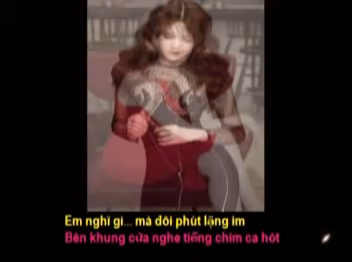 Em nghĩ gì... mà đôi phút lặng im
Bên khung cửa nghe tiếng chim ca hót